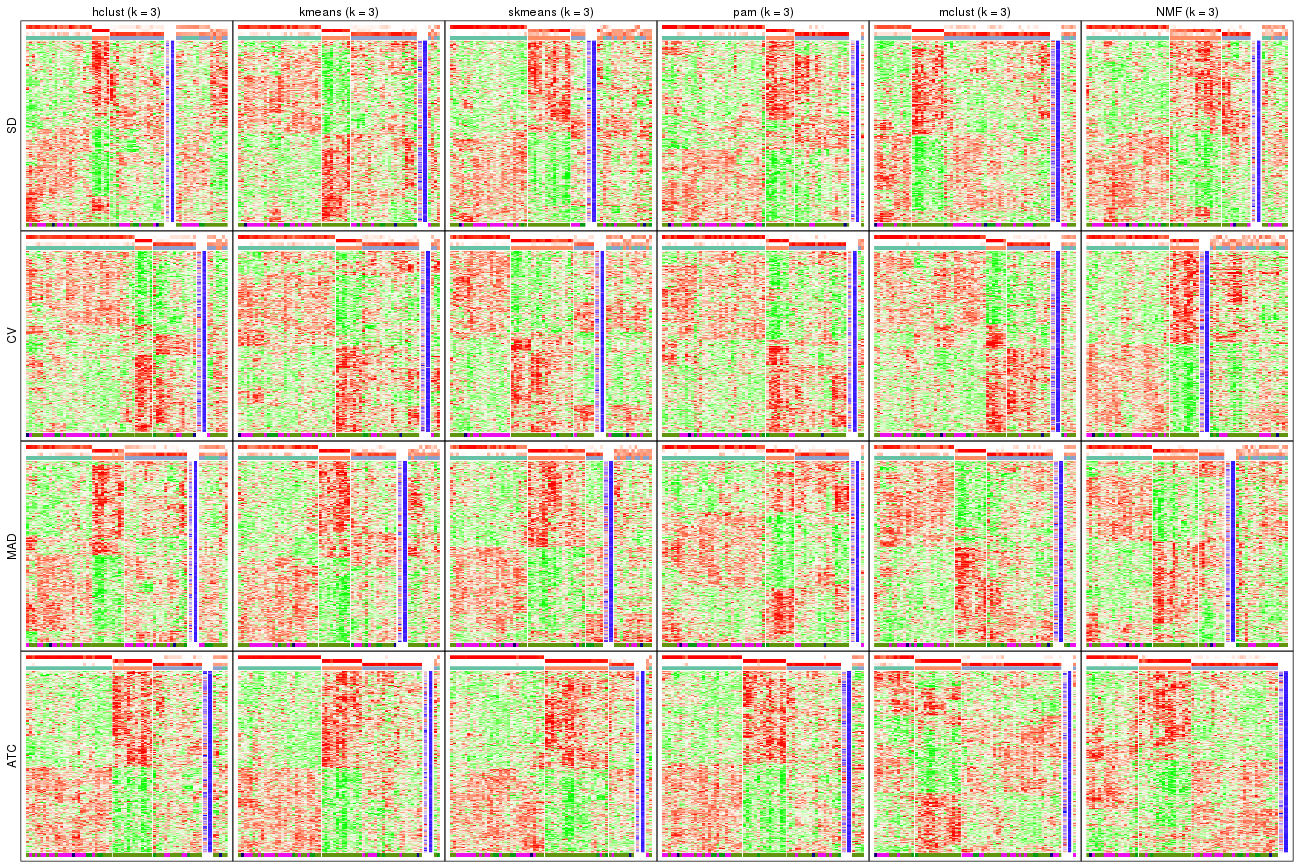 hclust (k = 3) kmeans (k = 3) skmeans (k = 3) pam (k = 3) mclust (k = 3) NMF (k = 3)
SD
CV
MAD
ATC